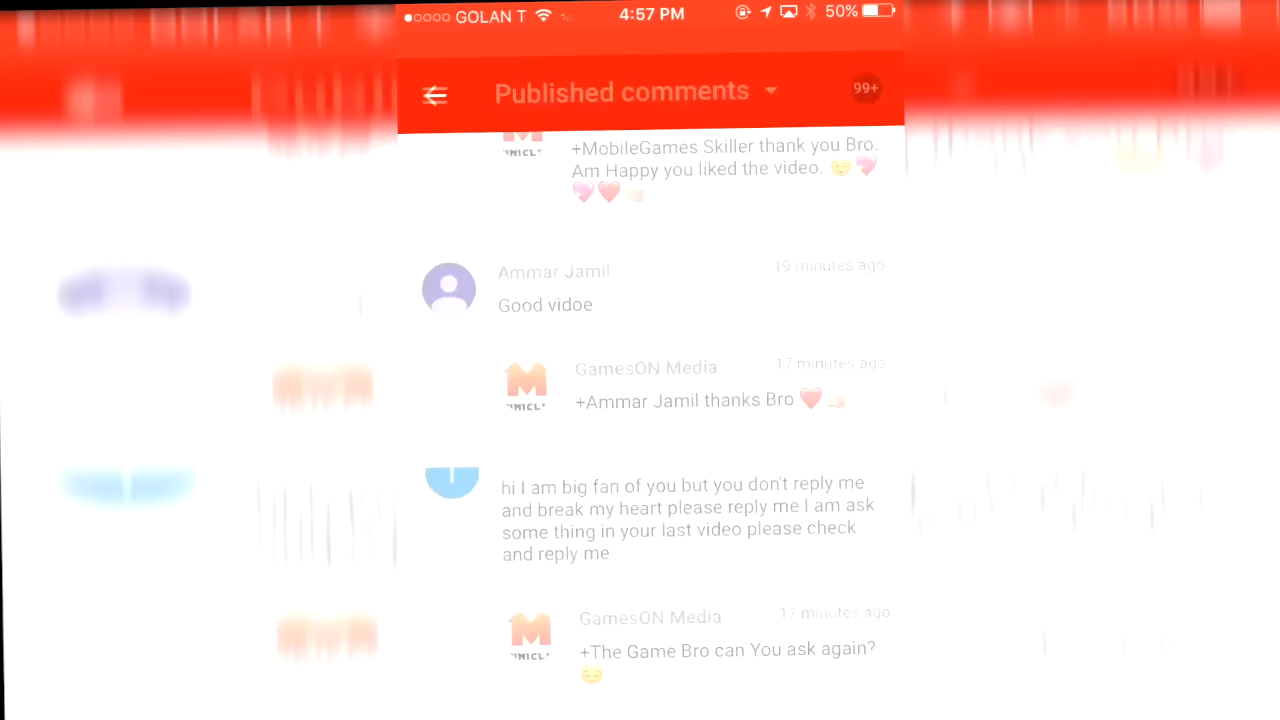 GOLAN T 4:57 PM 50%
Published comments 99+
+MobileGames Skiller thank you Bro.
Am Happy you liked the video. 😉💖
💖❤️👍🏻
Ammar Jamil 19 minutes ago
Good vidoe
GamesON Media 17 minutes ago
+Ammar Jamil thanks Bro ❤️👍🏻
hi I am big fan of you but you don't reply me
and break my heart please reply me I am ask
some thing in your last video please check
and reply me
GamesON Media 17 minutes ago
+The Game Bro can You ask again?
😌